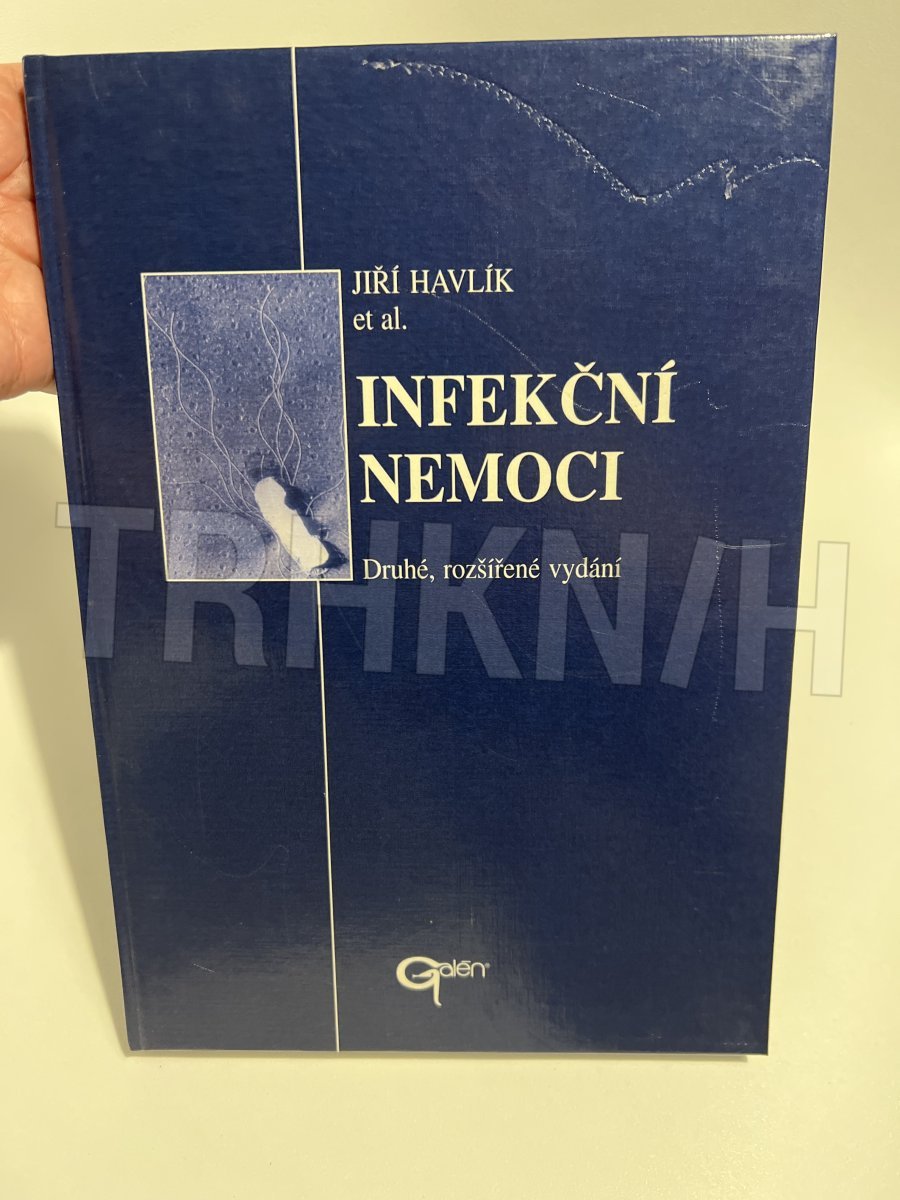 JIŘÍ HAVLÍK
et al.
INFEKČNÍ
NEMOCI
Druhé, rozšířené vydání
TRHKNIH
Galén®